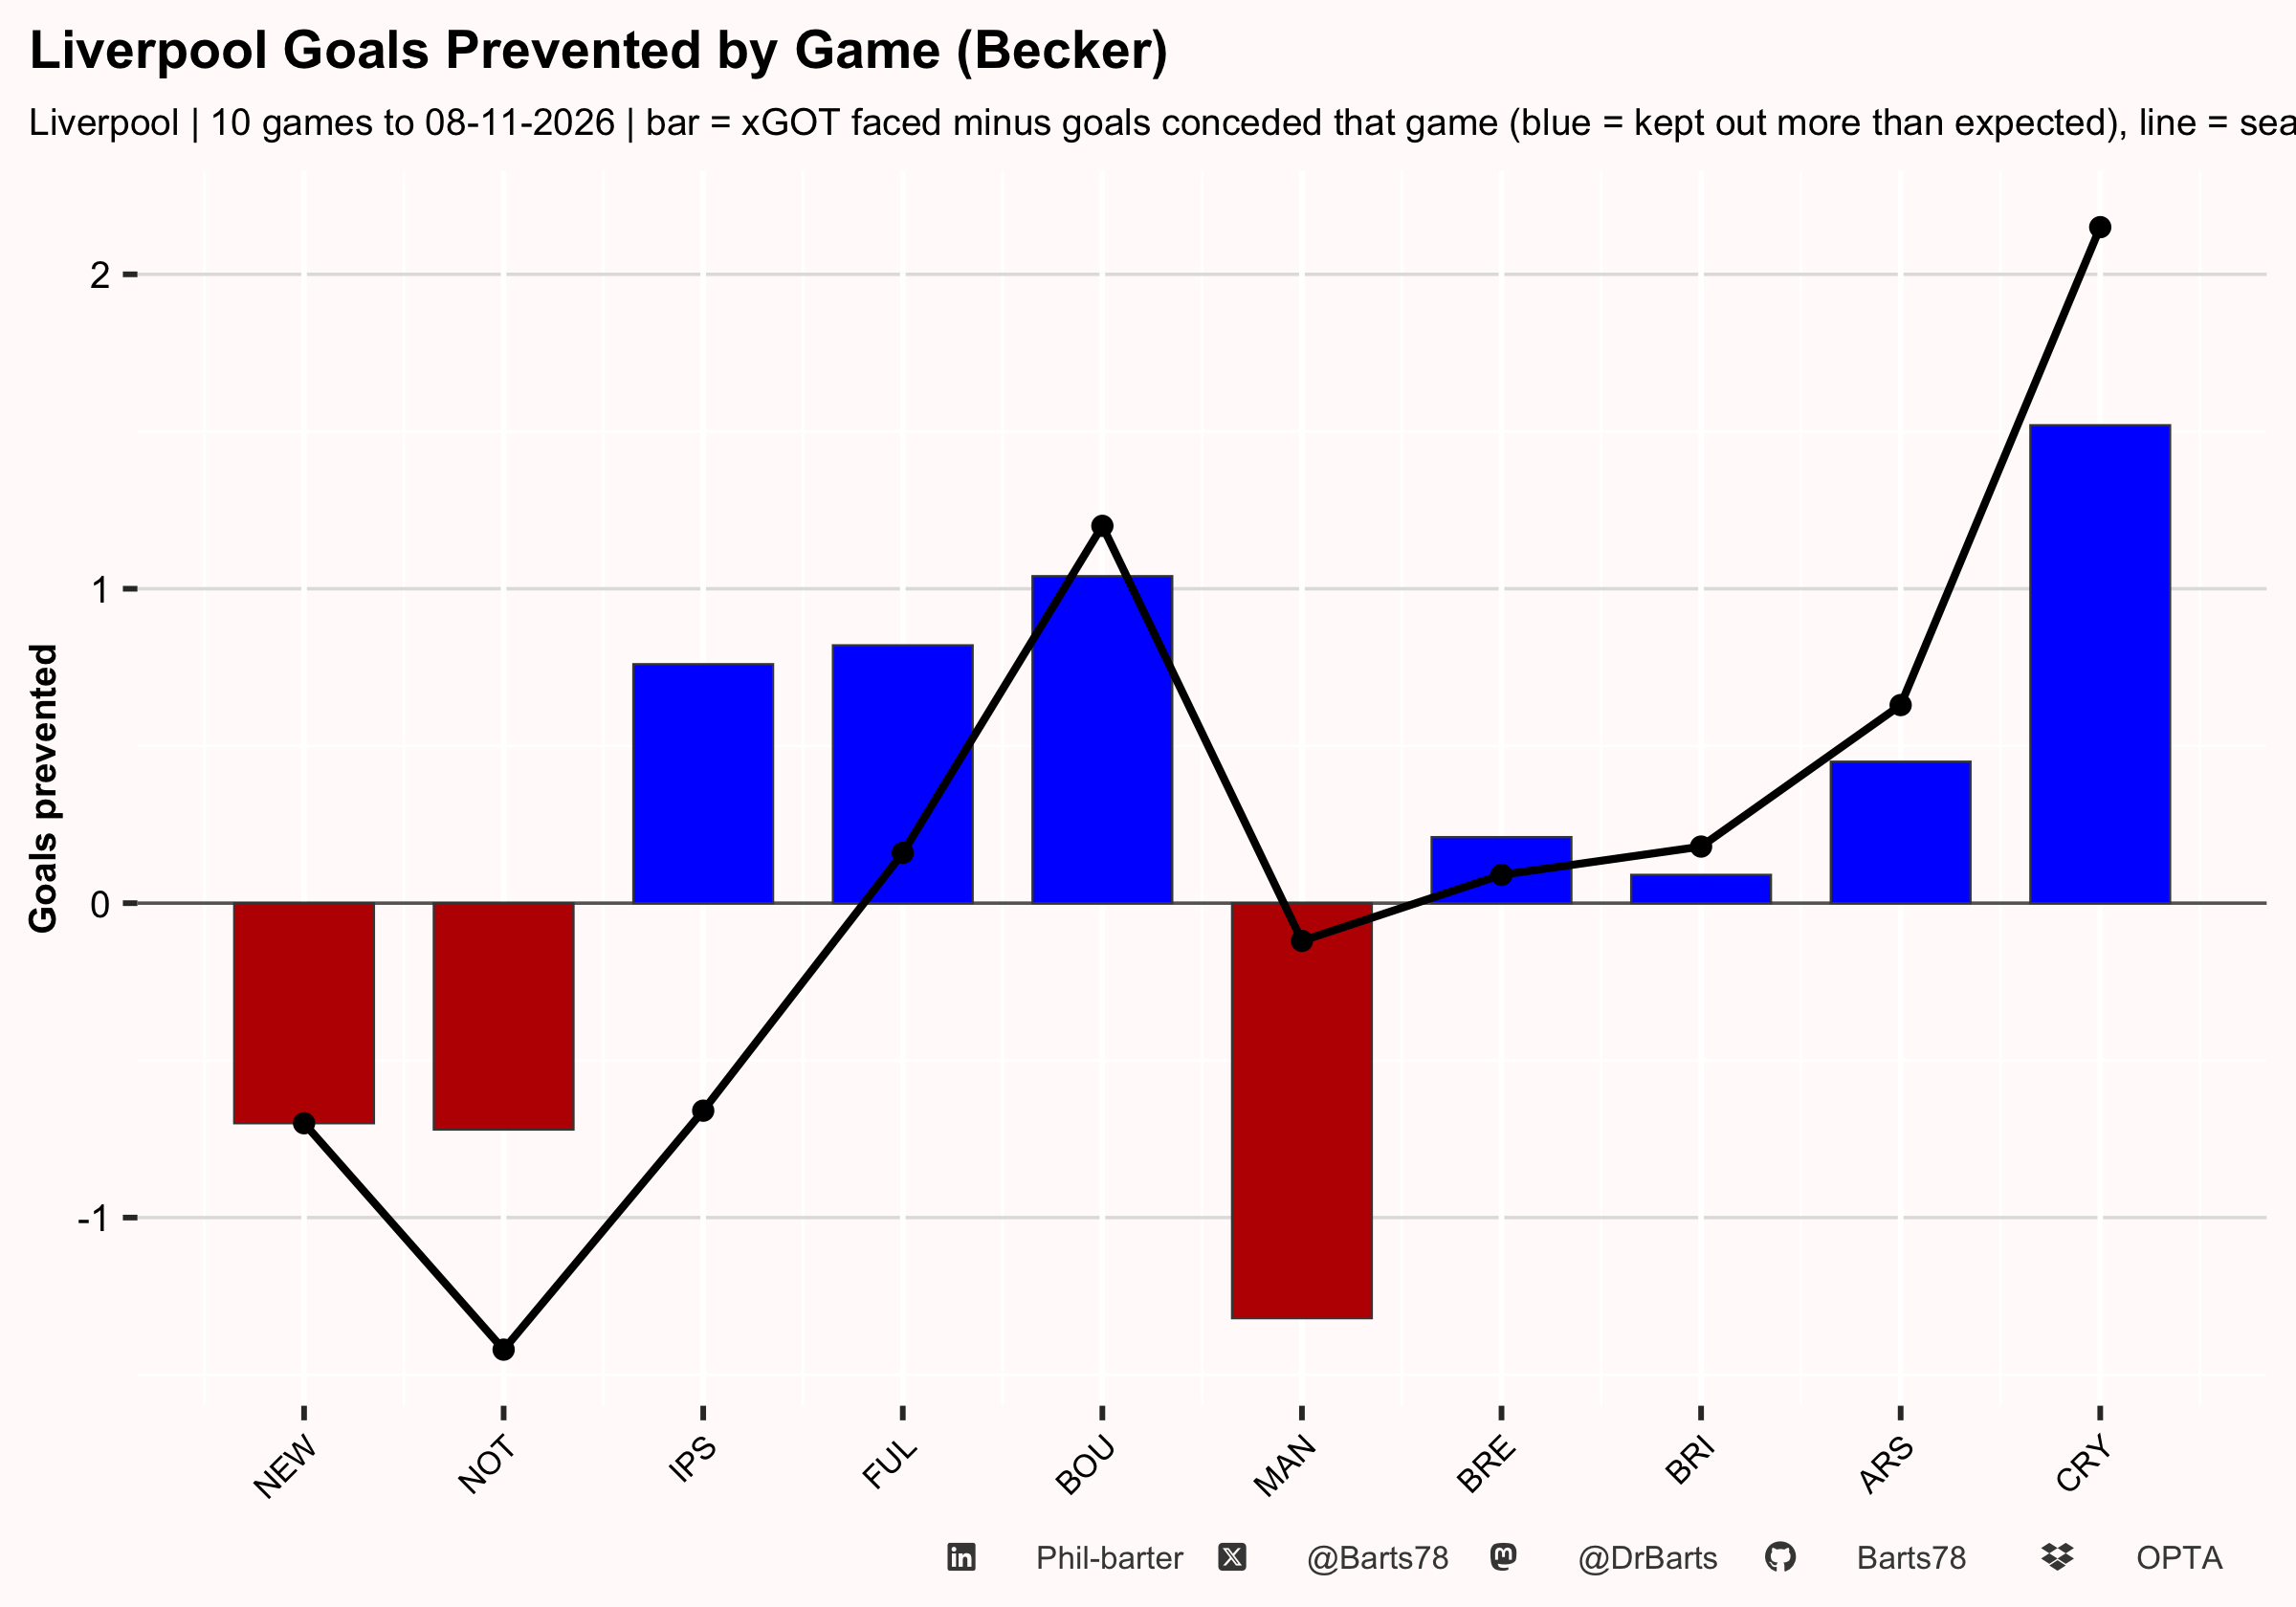 Liverpool Goals Prevented by Game (Becker)
Liverpool | 10 games to 08-11-2026 | bar = xGOT faced minus goals conceded that game (blue = kept out more than expected), line = sea
Goals prevented
2
1
0
-1
NEW NOT IPS FUL BOU MAN BRE BRI ARS CRY
Phil-barter @Barts78 @DrBarts Barts78 OPTA